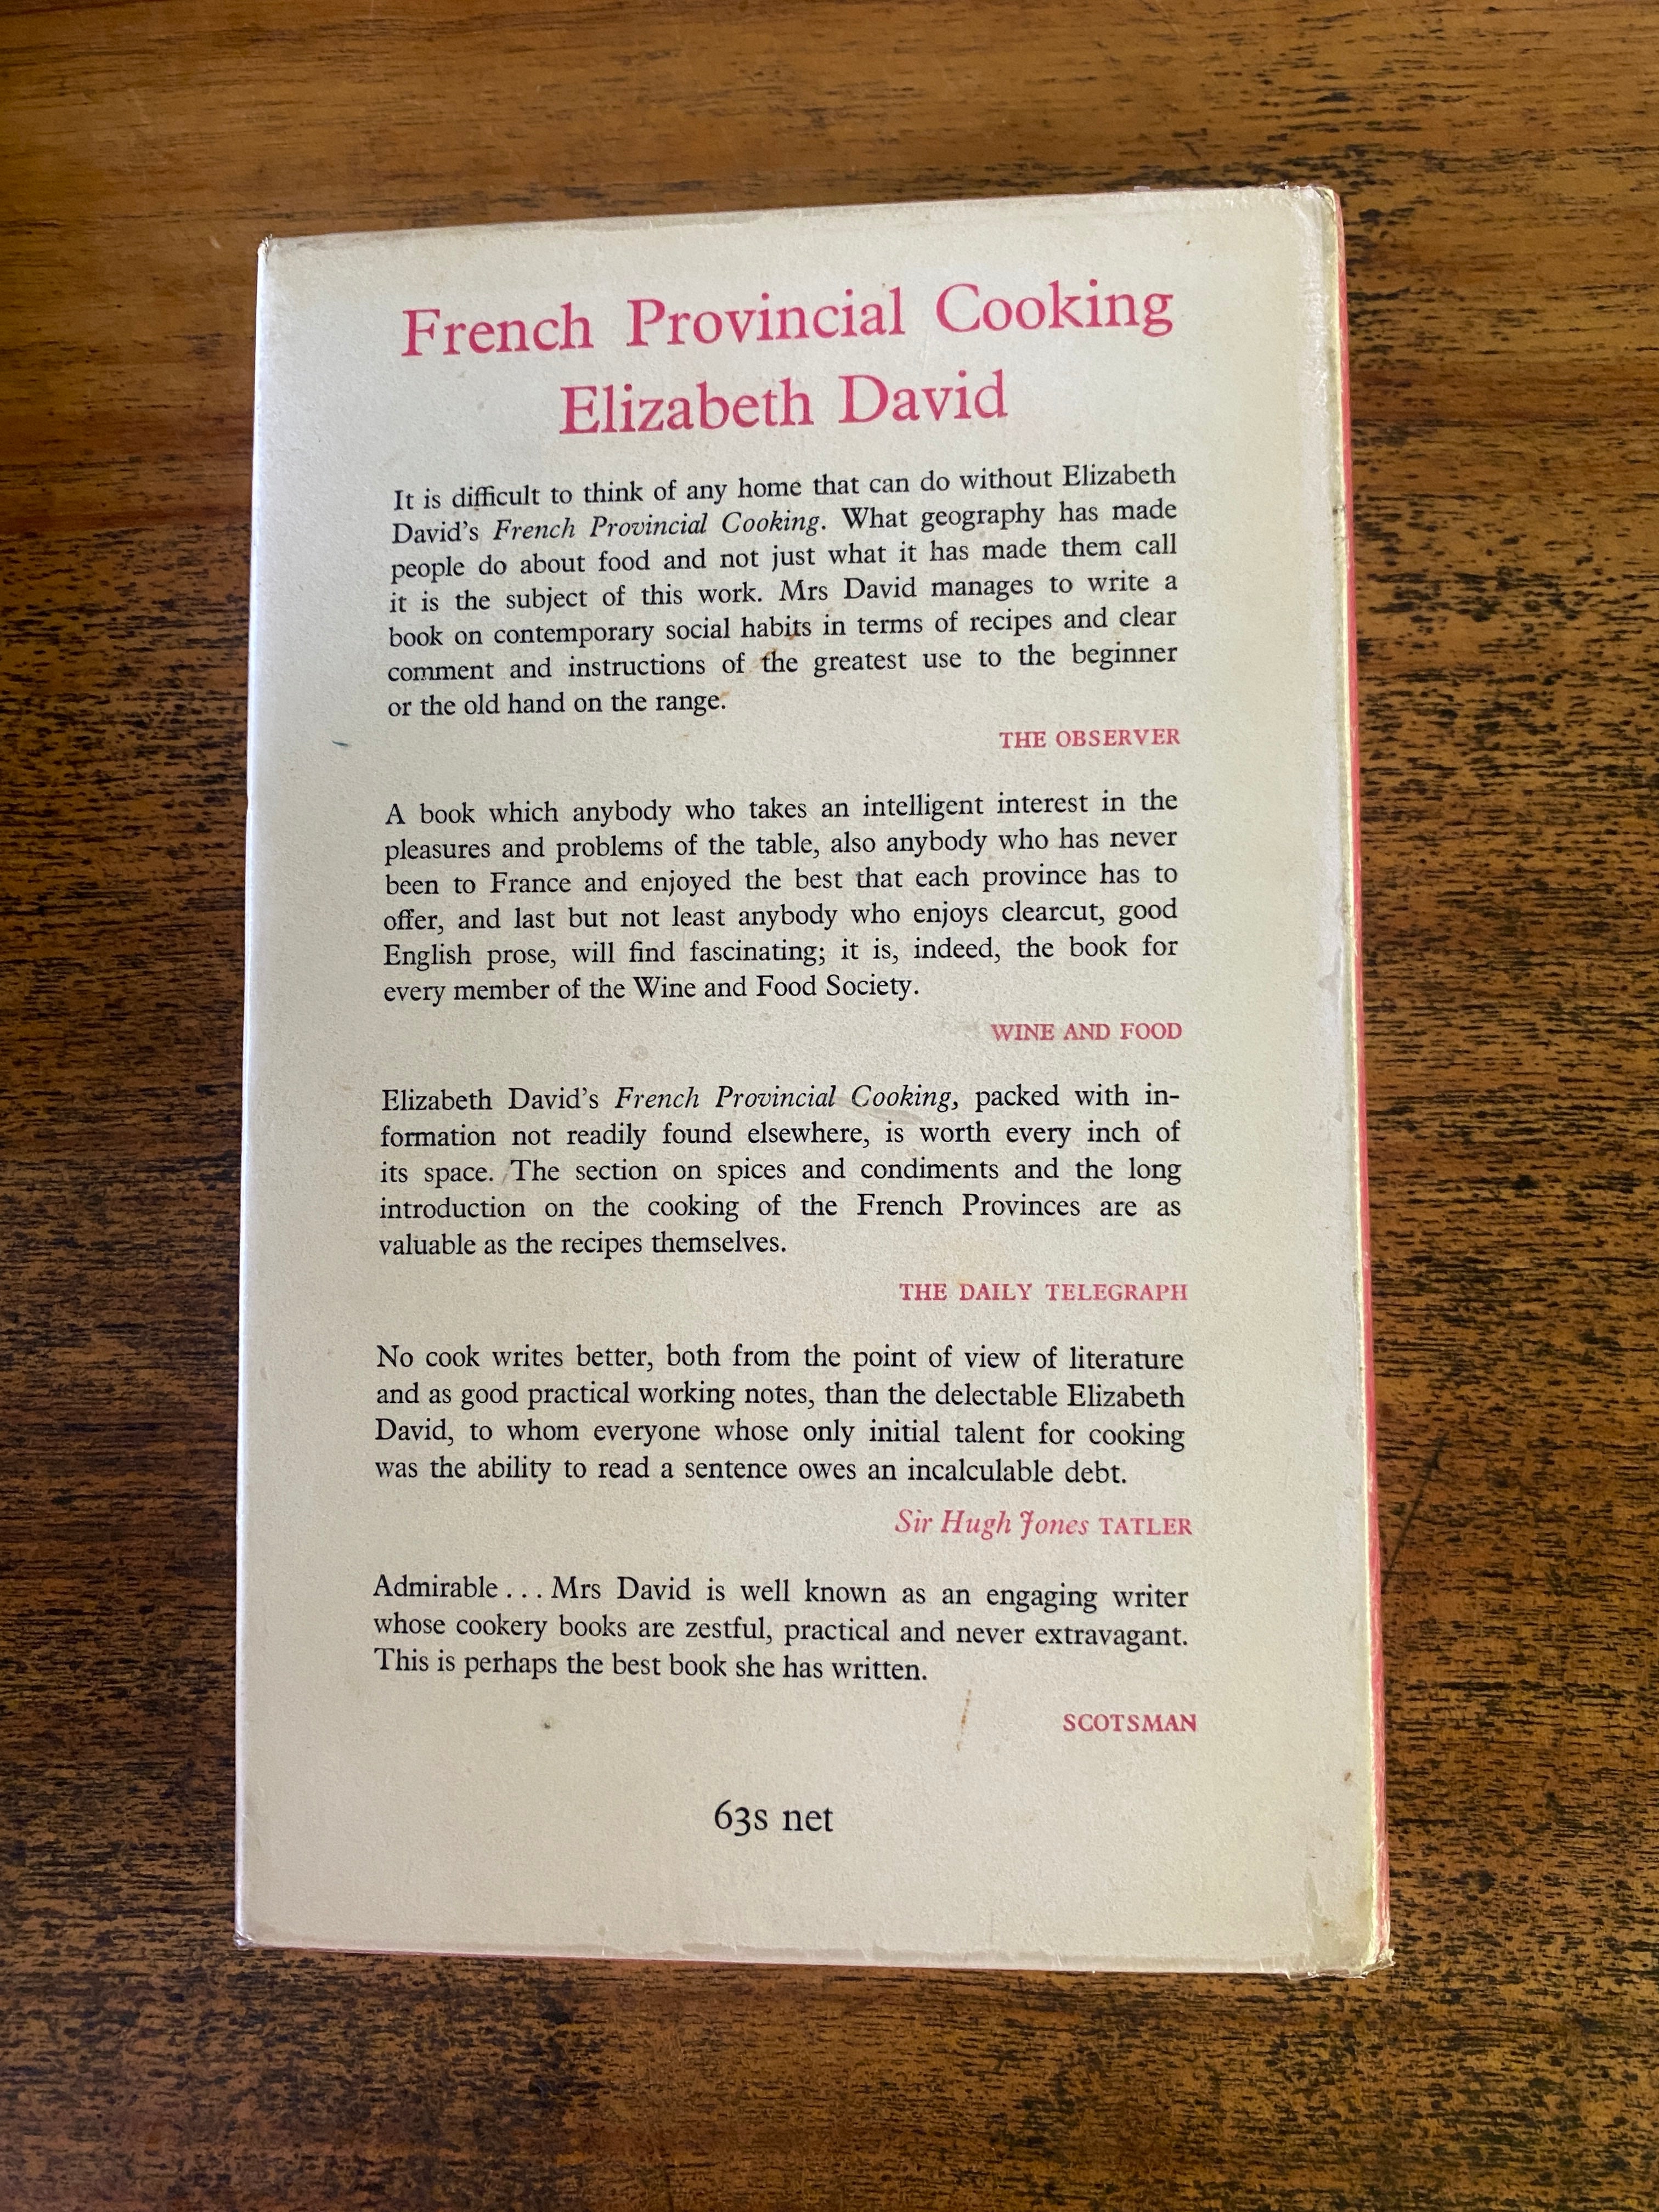 French Provincial Cooking
Elizabeth David
It is difficult to think of any home that can do without Elizabeth
David's French Provincial Cooking. What geography has made
people do about food and not just what it has made them call
it is the subject of this work. Mrs David manages to write a
book on contemporary social habits in terms of recipes and clear
comment and instructions of the greatest use to the beginner
or the old hand on the range.
THE OBSERVER
A book which anybody who takes an intelligent interest in the
pleasures and problems of the table, also anybody who has never
been to France and enjoyed the best that each province has to
offer, and last but not least anybody who enjoys clearcut, good
English prose, will find fascinating; it is, indeed, the book for
every member of the Wine and Food Society.
WINE AND FOOD
Elizabeth David's French Provincial Cooking, packed with in-
formation not readily found elsewhere, is worth every inch of
its space. The section on spices and condiments and the long
introduction on the cooking of the French Provinces are as
valuable as the recipes themselves.
THE DAILY TELEGRAPH
No cook writes better, both from the point of view of literature
and as good practical working notes, than the delectable Elizabeth
David, to whom everyone whose only initial talent for cooking
was the ability to read a sentence owes an incalculable debt.
Sir Hugh Jones TATLER
Admirable . . . Mrs David is well known as an engaging writer
whose cookery books are zestful, practical and never extravagant.
This is perhaps the best book she has written.
SCOTSMAN
63s net